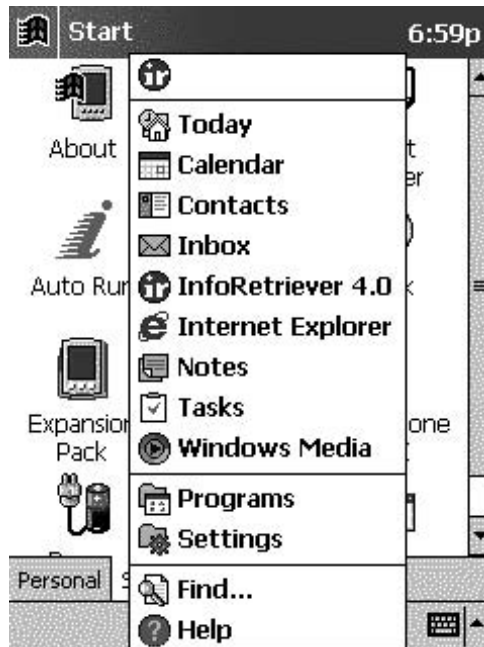 Start 6:59p
Today
About
Calendar
Contacts
Inbox
Auto Run
InfoRetriever 4.0
Internet Explorer
Notes
Tasks
Expansion
Pack
Windows Media
Programs
Settings
Personal
Find...
Help